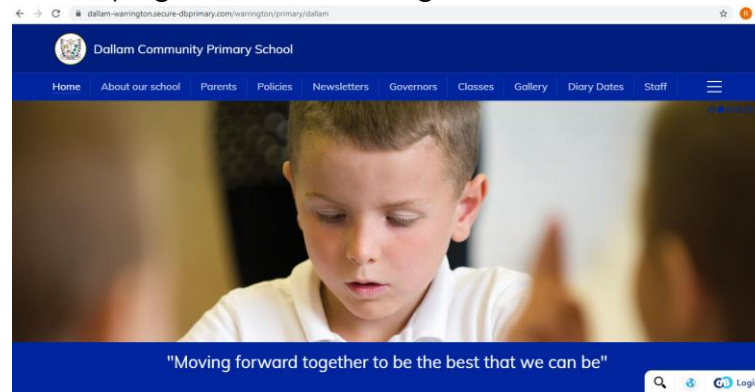 dallam-warrington.secure-dbprimary.com/warrington/primary/dallam
Dallam Community Primary School
Home About our school Parents Policies Newsletters Governors Classes Gallery Diary Dates Staff
"Moving forward together to be the best that we can be"